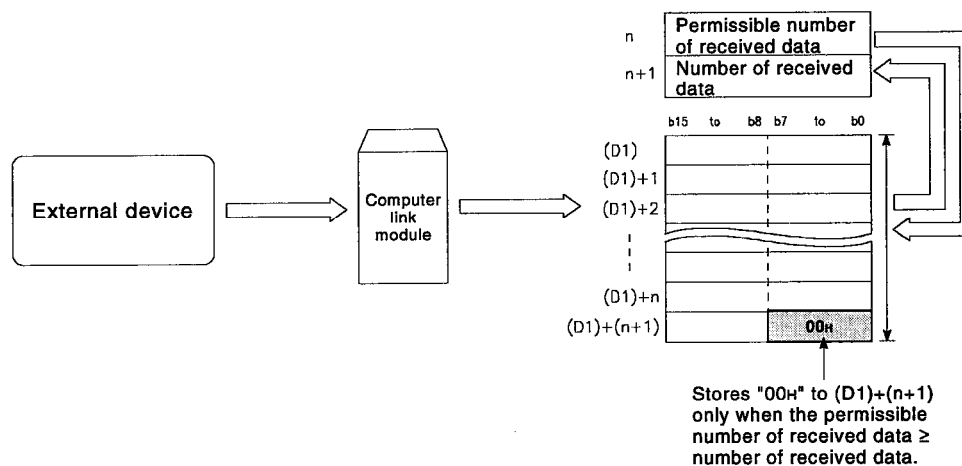 n
Permissible number
of received data
n+1
Number of received
data
b15 to b8 b7 to b0
(D1)
(D1)+1
(D1)+2
(D1)+n
(D1)+(n+1)
00H
External device
Computer
link
module
Stores "00H" to (D1)+(n+1)
only when the permissible
number of received data ≥
number of received data.